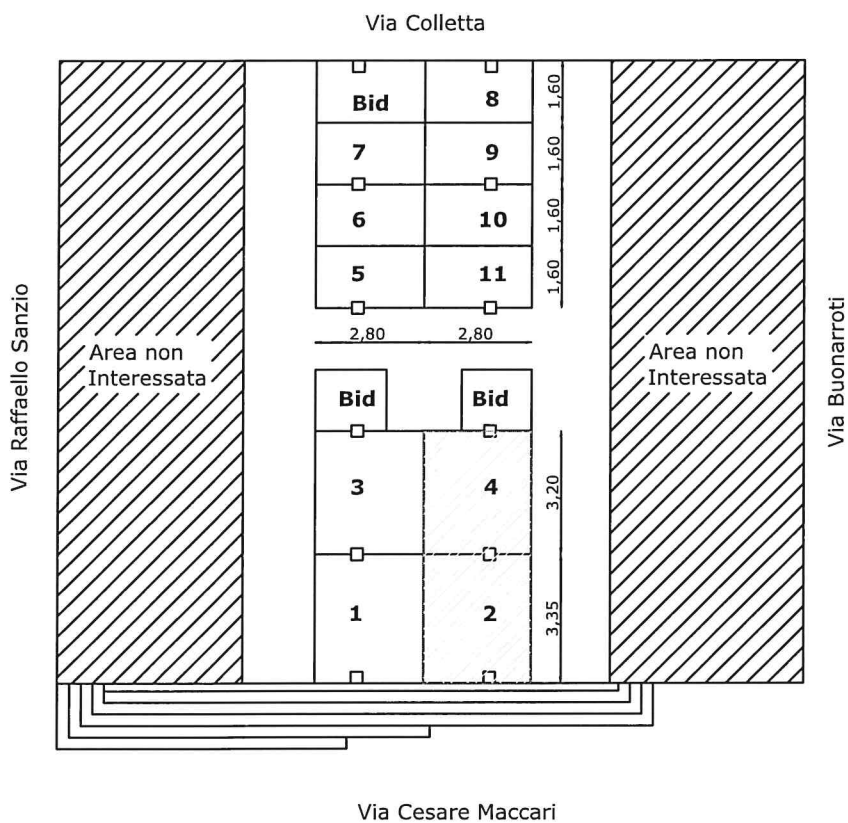 Via Colletta
Bid
8
1,60
7
9
1,60
6
10
1,60
5
11
1,60
2,80
2,80
Via Raffaello Sanzio
Area non
Interessata
Area non
Interessata
Via Buonarroti
Bid
Bid
3
4
3,20
1
2
3,35
Via Cesare Maccari